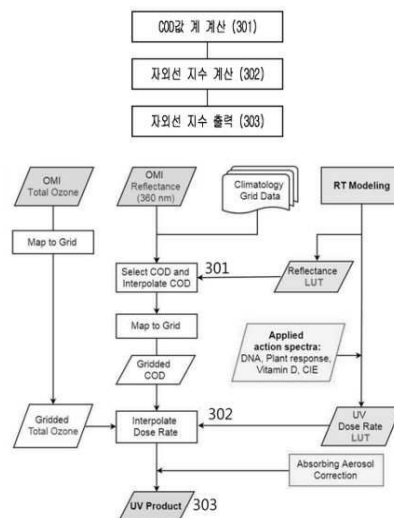 COD값 계 계산 (301)
자외선 지수 계산 (302)
자외선 지수 출력 (303)
OMI
Total Ozone
OMI
Reflectance
(360 nm)
Climatology
Grid Data
RT Modeling
Map to Grid
Select COD and
Interpolate COD
301
Reflectance
LUT
Map to Grid
Applied
action spectra:
DNA, Plant response,
Vitamin D, CIE
Gridded
COD
Gridded
Total Ozone
Interpolate
Dose Rate
302
UV
Dose Rate
LUT
Absorbing Aerosol
Correction
UV Product
303